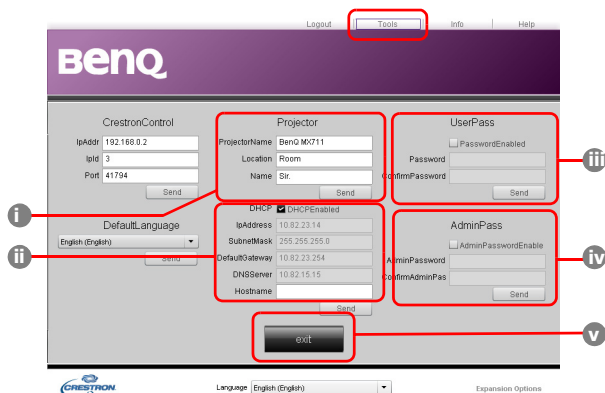 Logout Tools Info Help
BenQ
CrestronControl
IpAddr 192.168.0.2
IpId 3
Port 41794
Send
DefaultLanguage
English (English)
Send
Projector
ProjectorName BenQ MX711
Location Room
Name Sir.
Send
DHCP DHCPEnabled
IpAddress 10.82.23.14
SubnetMask 255.255.255.0
DefaultGateway 10.82.23.254
DNSServer 10.82.15.15
Hostname
Send
exit
UserPass
PasswordEnabled
Password
ConfirmPassword
Send
AdminPass
AdminPasswordEnable
AdminPassword
ConfirmAdminPas
Send
i
ii
iii
iv
v
CRESTRON
Language English (English)
Expansion Options